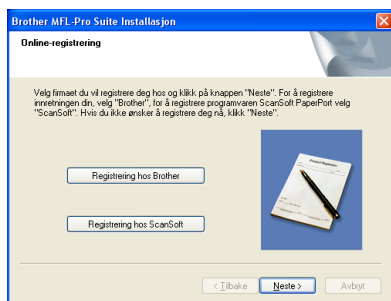 Brother MFL-Pro Suite Installasjon
Online-registrering
Velg firmaet du vil registrere deg hos og klikk på knappen "Neste". For å registrere
innretningen din, velg "Brother", for å registrere programvaren ScanSoft PaperPort velg
"ScanSoft". Hvis du ikke ønsker å registrere deg nå, klikk "Neste".
Registrering hos Brother
Registrering hos ScanSoft
< Tilbake
Neste >
Avbryt